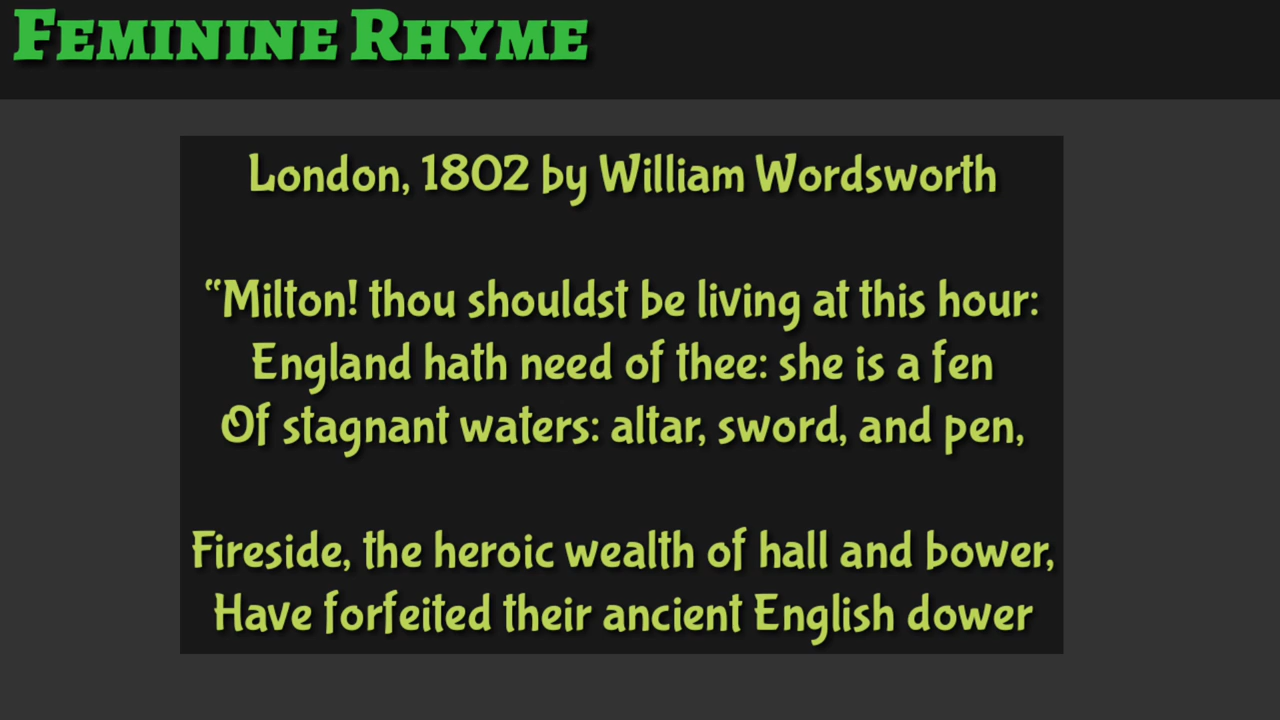 Feminine Rhyme
London, 1802 by William Wordsworth
“Milton! thou shouldst be living at this hour:
England hath need of thee: she is a fen
Of stagnant waters: altar, sword, and pen,
Fireside, the heroic wealth of hall and bower,
Have forfeited their ancient English dower